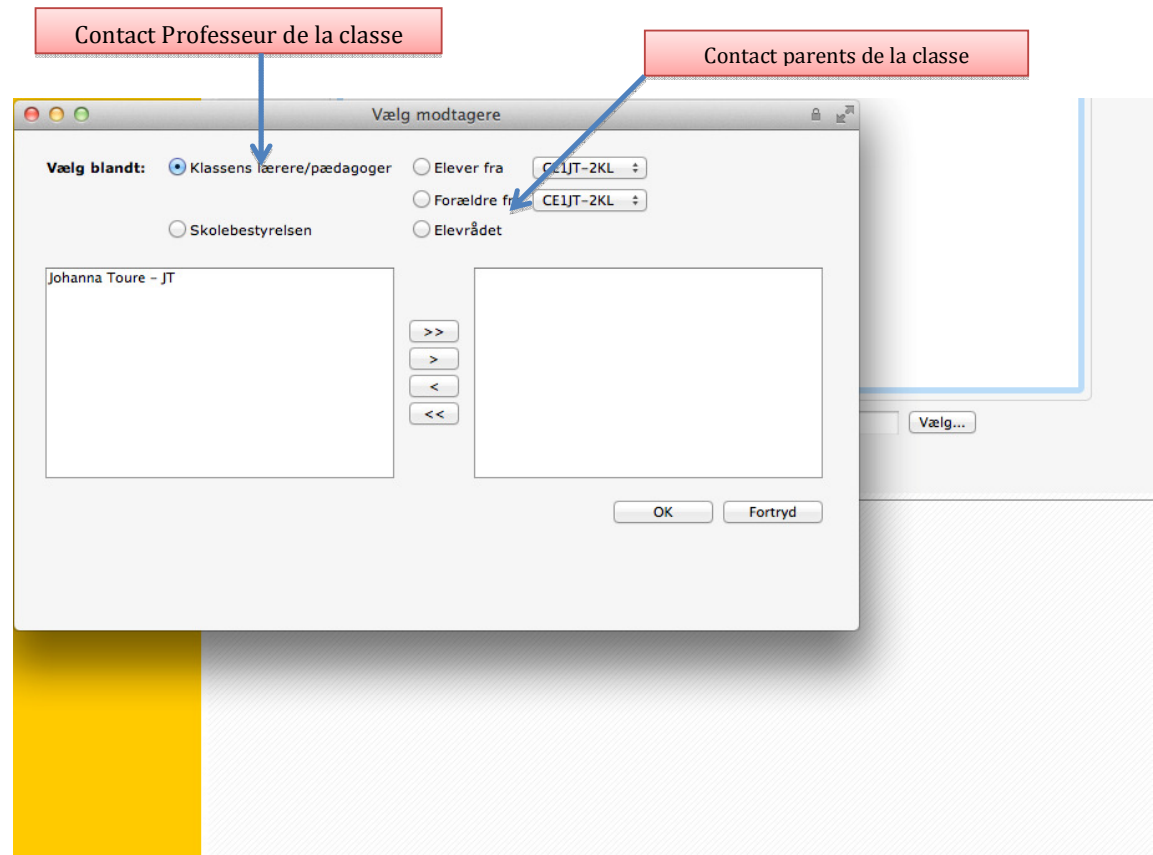 Contact Professeur de la classe
Contact parents de la classe
Vælg modtagere
Vælg blandt: Klassens lærere/pædagoger Elever fra CE1JT-2KL
Forældre fr CE1JT-2KL
Skolebestyrelsen Elevrådet
Johanna Toure – JT
>>
>
<
<<
Vælg...
OK Fortryd